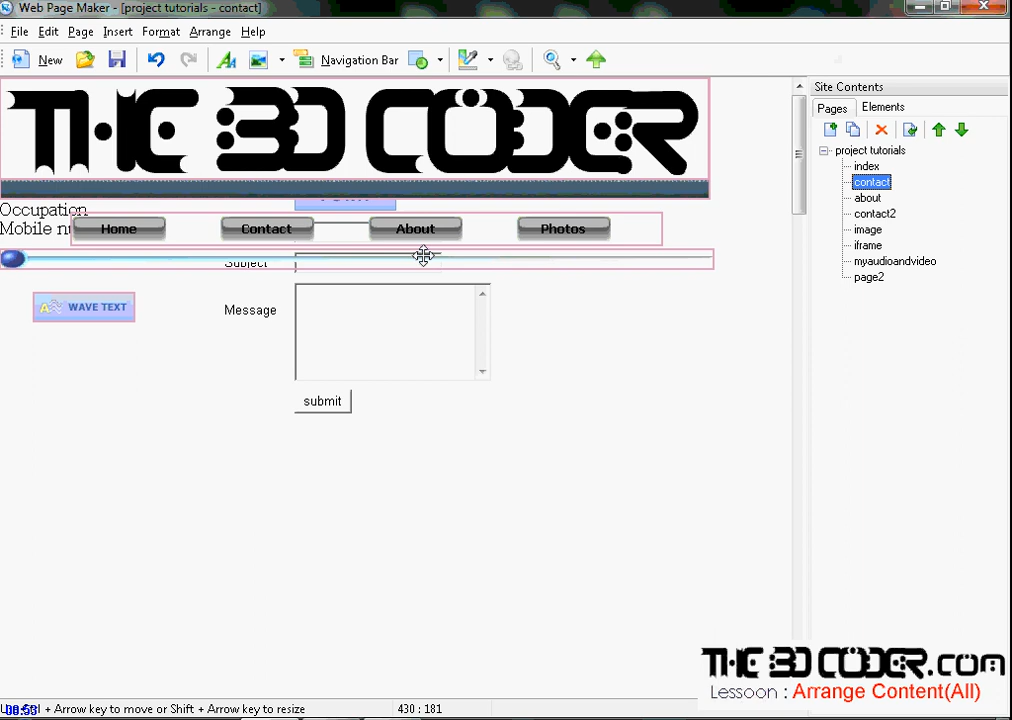 Web Page Maker - [project tutorials - contact]
File Edit Page Insert Format Arrange Help
New Navigation Bar
Site Contents
Pages Elements
project tutorials
index
contact
about
contact2
image
iframe
myaudioandvideo
page2
THE 3D CODER
Occupation
Mobile
Home Contact About Photos
Subject
WAVE TEXT
Message
submit
THE 3D CODER.COM
Lessoon : Arrange Content(All)
+ Arrow key to move or Shift + Arrow key to resize
430 : 181